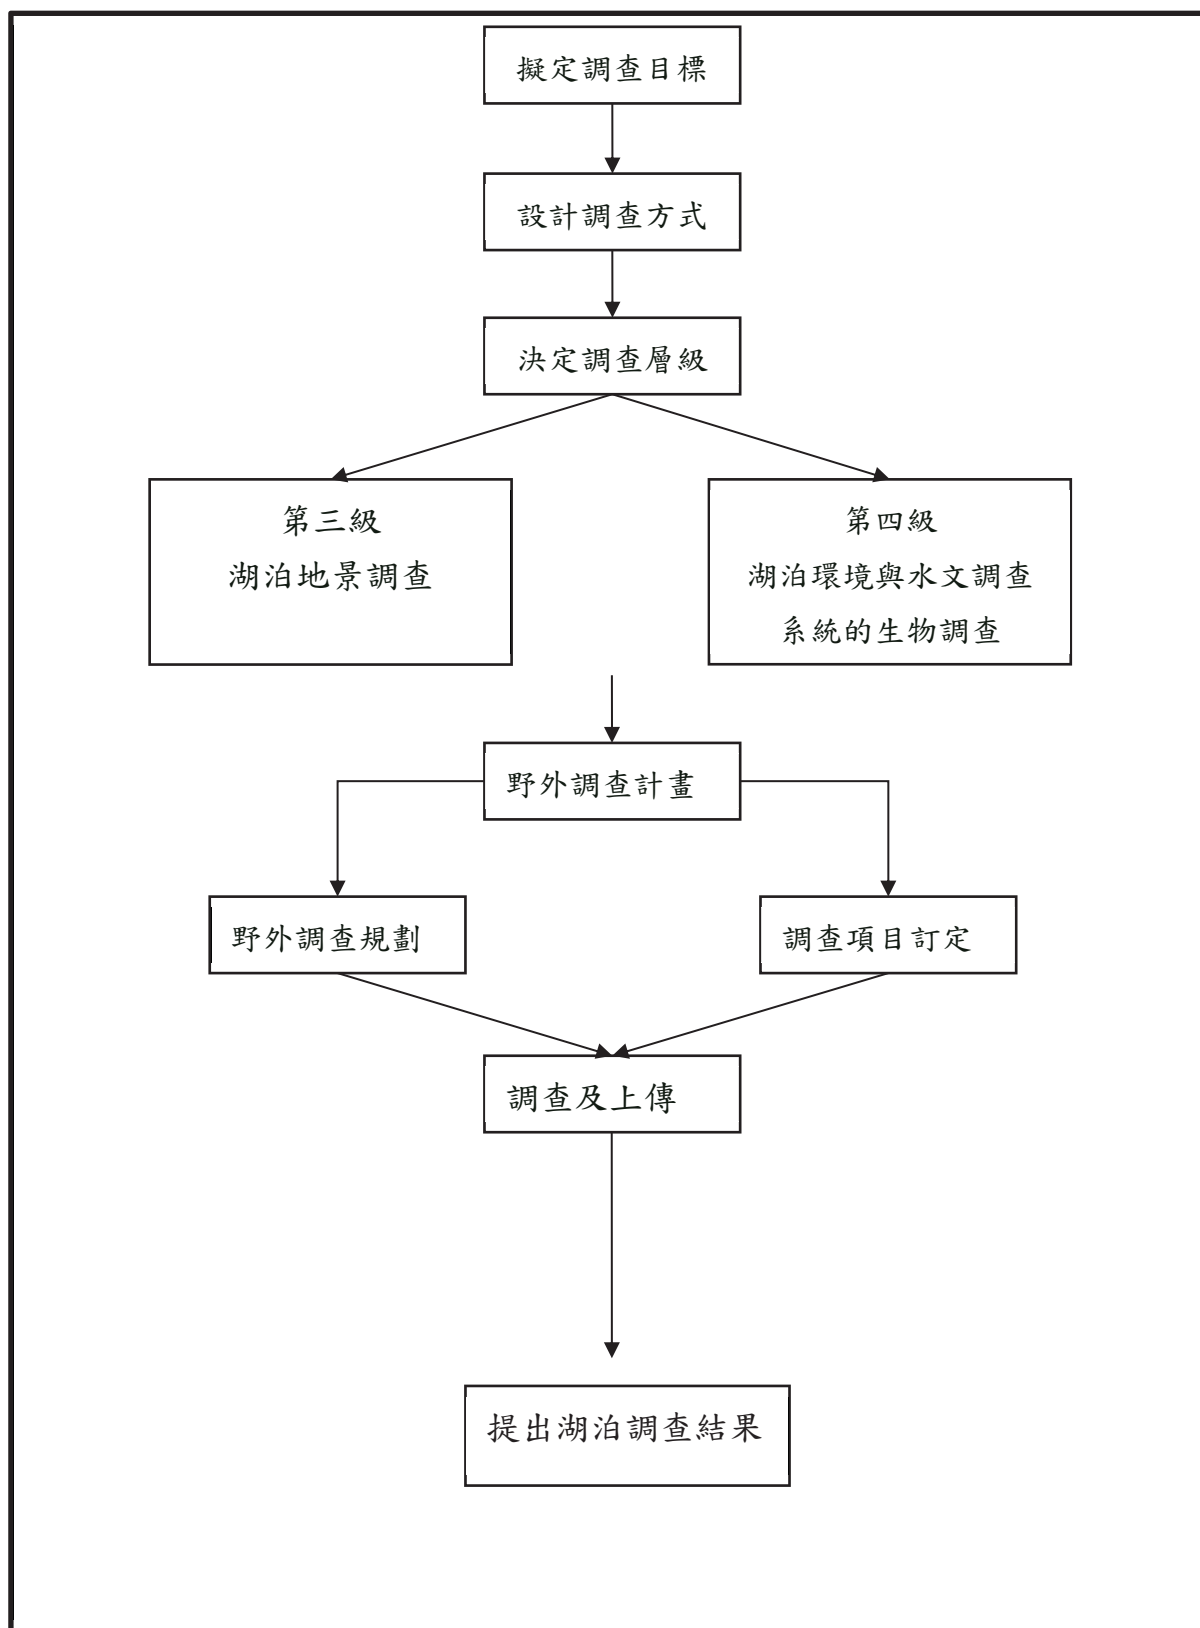 擬定調查目標
設計調查方式
決定調查層級
第三級
湖泊地景調查
第四級
湖泊環境與水文調查
系統的生物調查
野外調查計畫
野外調查規劃
調查項目訂定
調查及上傳
提出湖泊調查結果